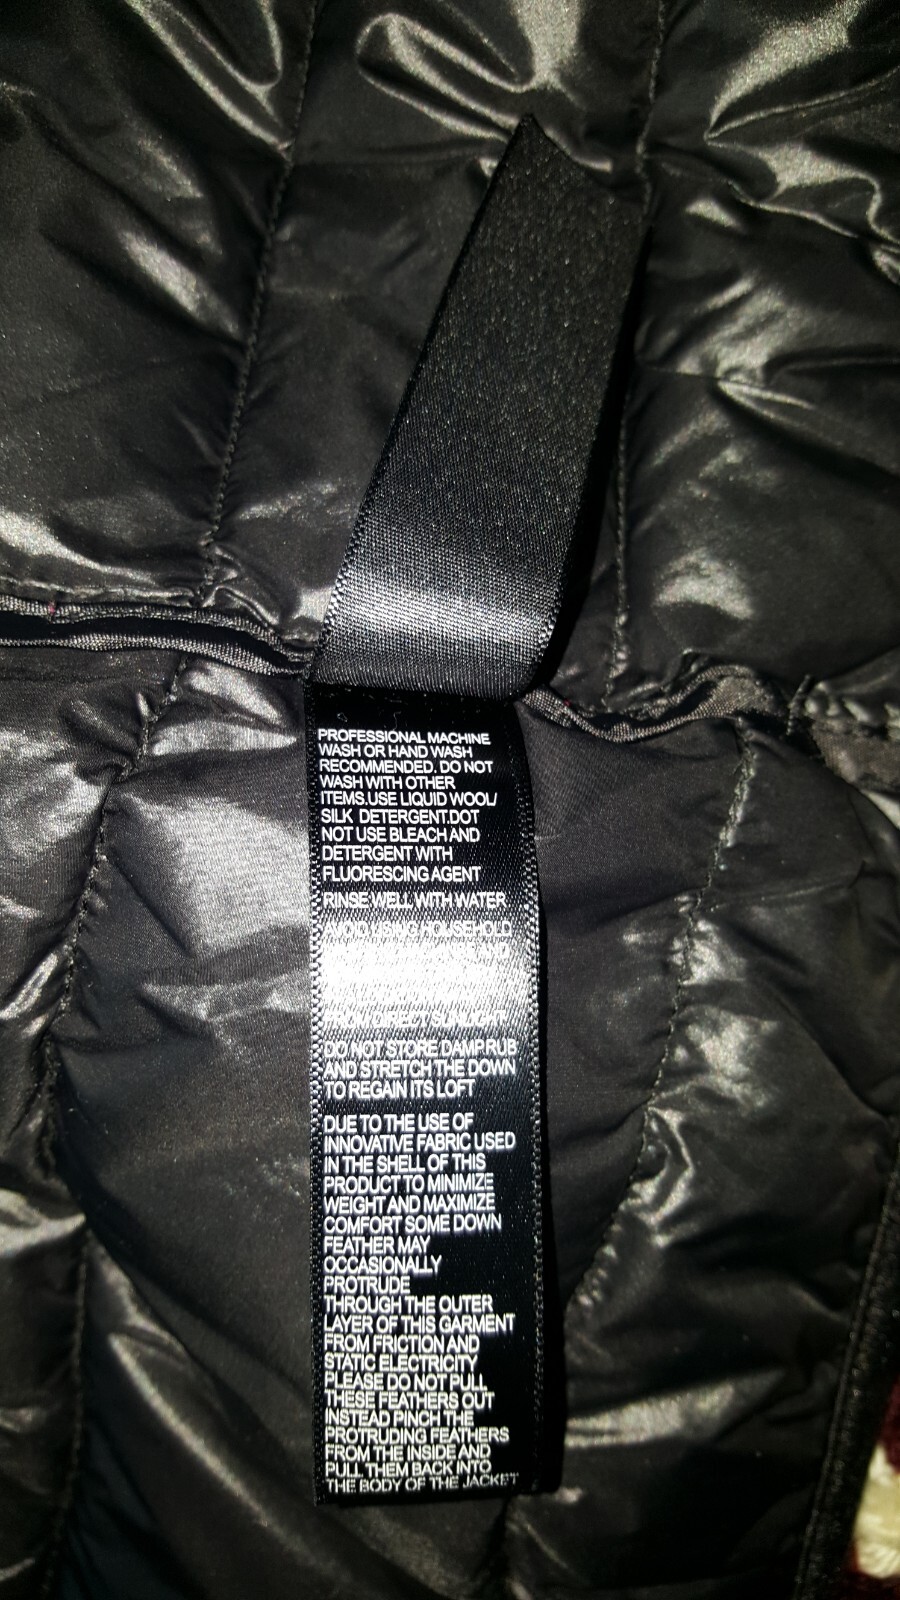 PROFESSIONAL MACHINE
WASH OR HAND WASH
RECOMMENDED. DO NOT
WASH WITH OTHER
ITEMS.USE LIQUID WOOL/
SILK DETERGENT.DOT
NOT USE BLEACH AND
DETERGENT WITH
FLUORESCING AGENT
RINSE WELL WITH WATER
AVOID USING HOUSEHOLD
DIRECT SUNLIGHT
DO NOT STORE DAMP.RUB
AND STRETCH THE DOWN
TO REGAIN ITS LOFT
DUE TO THE USE OF
INNOVATIVE FABRIC USED
IN THE SHELL OF THIS
PRODUCT TO MINIMIZE
WEIGHT AND MAXIMIZE
COMFORT SOME DOWN
FEATHER MAY
OCCASIONALLY
PROTRUDE
THROUGH THE OUTER
LAYER OF THIS GARMENT
FROM FRICTION AND
STATIC ELECTRICITY
PLEASE DO NOT PULL
THESE FEATHERS OUT
INSTEAD PINCH THE
PROTRUDING FEATHERS
FROM THE INSIDE AND
PULL THEM BACK INTO
THE BODY OF THE JACKET